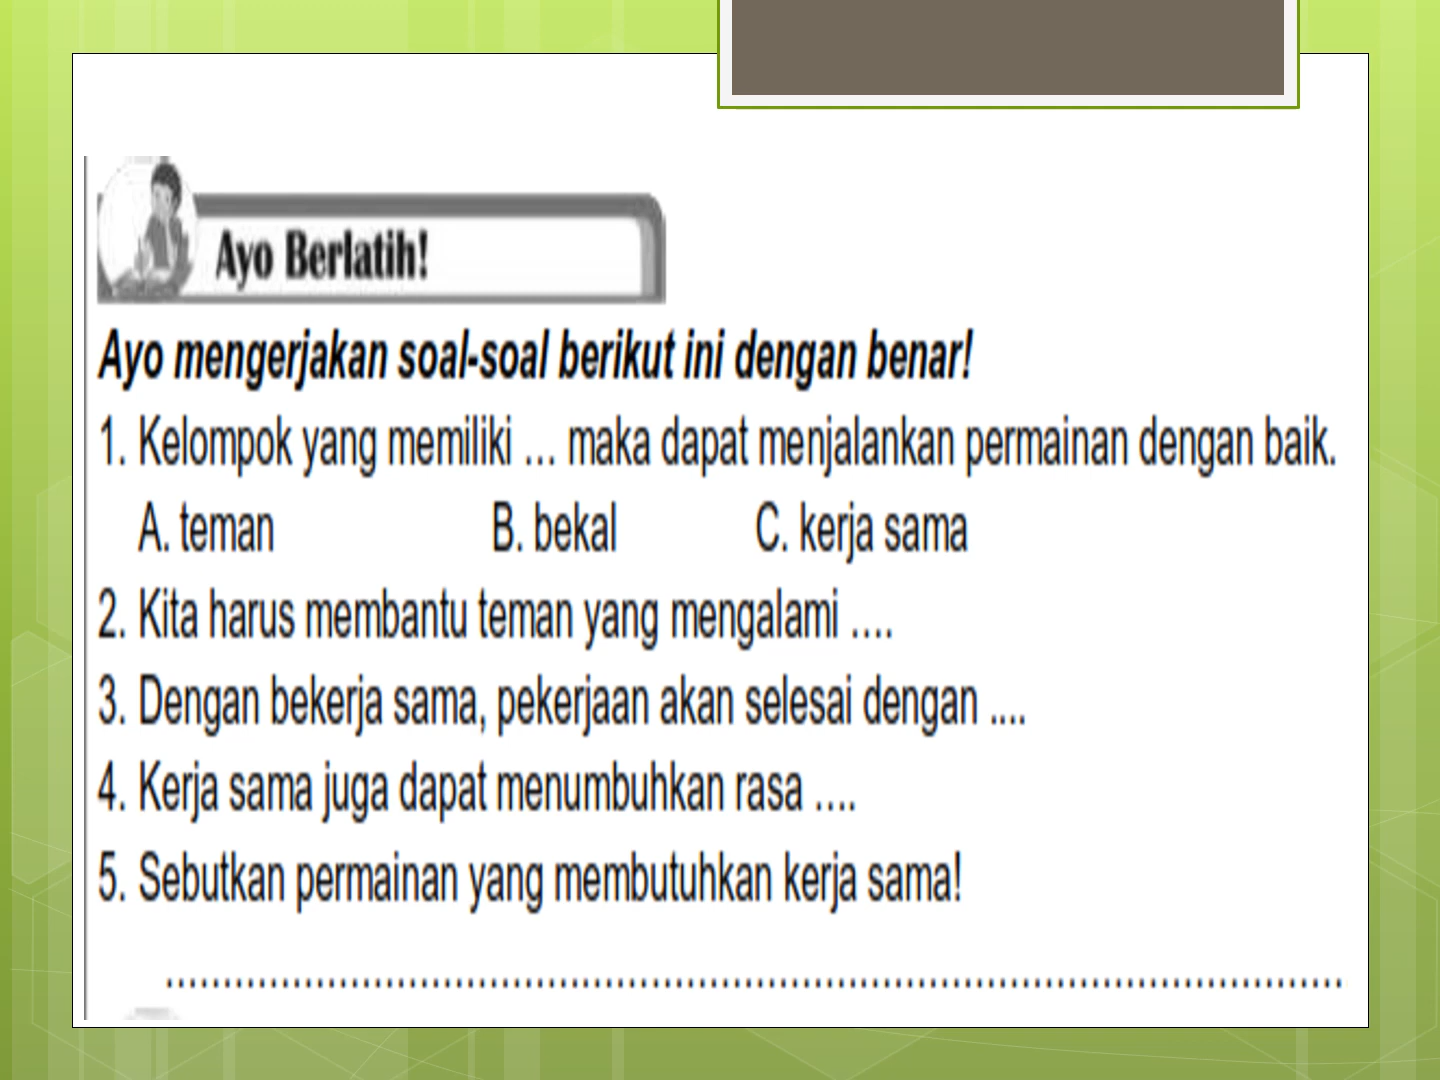 Ayo Berlatih!
Ayo mengerjakan soal-soal berikut ini dengan benar!
1. Kelompok yang memiliki … maka dapat menjalankan permainan dengan baik.
A. teman B. bekal C. kerja sama
2. Kita harus membantu teman yang mengalami ….
3. Dengan bekerja sama, pekerjaan akan selesai dengan ....
4. Kerja sama juga dapat menumbuhkan rasa ….
5. Sebutkan permainan yang membutuhkan kerja sama!
..........................................................................................................